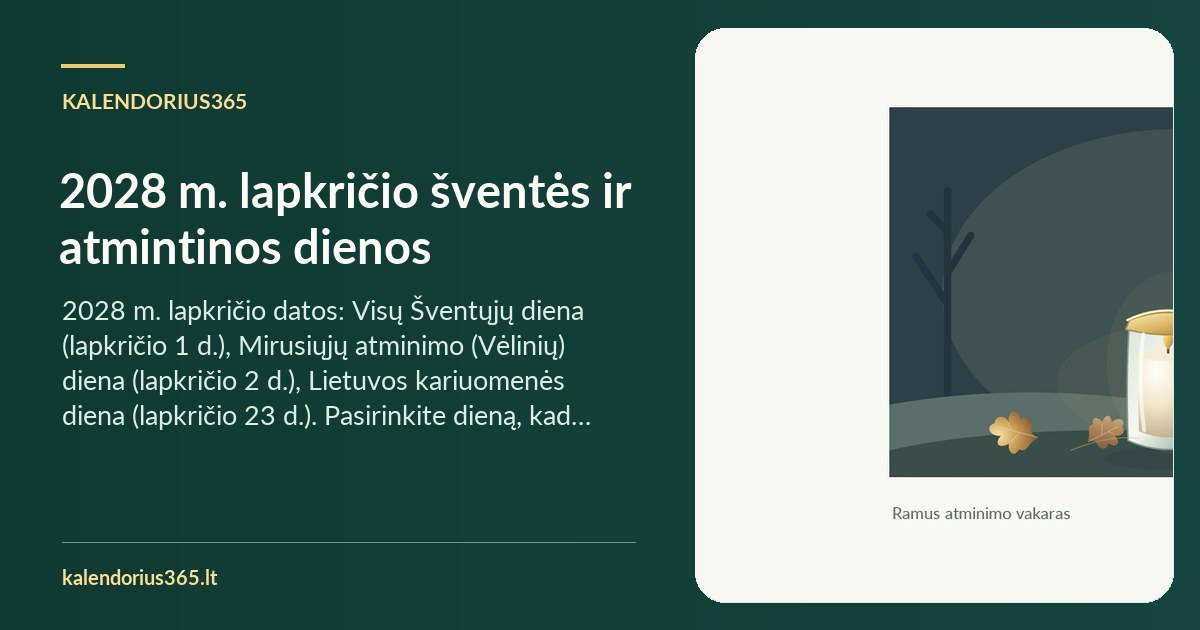 KALENDORIUS365
2028 m. lapkričio šventės ir
atmintinos dienos
2028 m. lapkričio datos: Visų Šventųjų diena
(lapkričio 1 d.), Mirusiųjų atminimo (Vėlinių)
diena (lapkričio 2 d.), Lietuvos kariuomenės
diena (lapkričio 23 d.). Pasirinkite dieną, kad…
kalendorius365.lt
Ramus atminimo vakaras